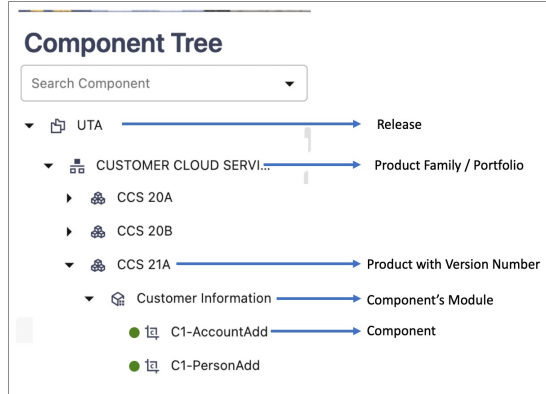 Component Tree
Search Component
UTA Release
CUSTOMER CLOUD SERVI... Product Family / Portfolio
CCS 20A
CCS 20B
CCS 21A Product with Version Number
Customer Information Component's Module
C1-AccountAdd Component
C1-PersonAdd